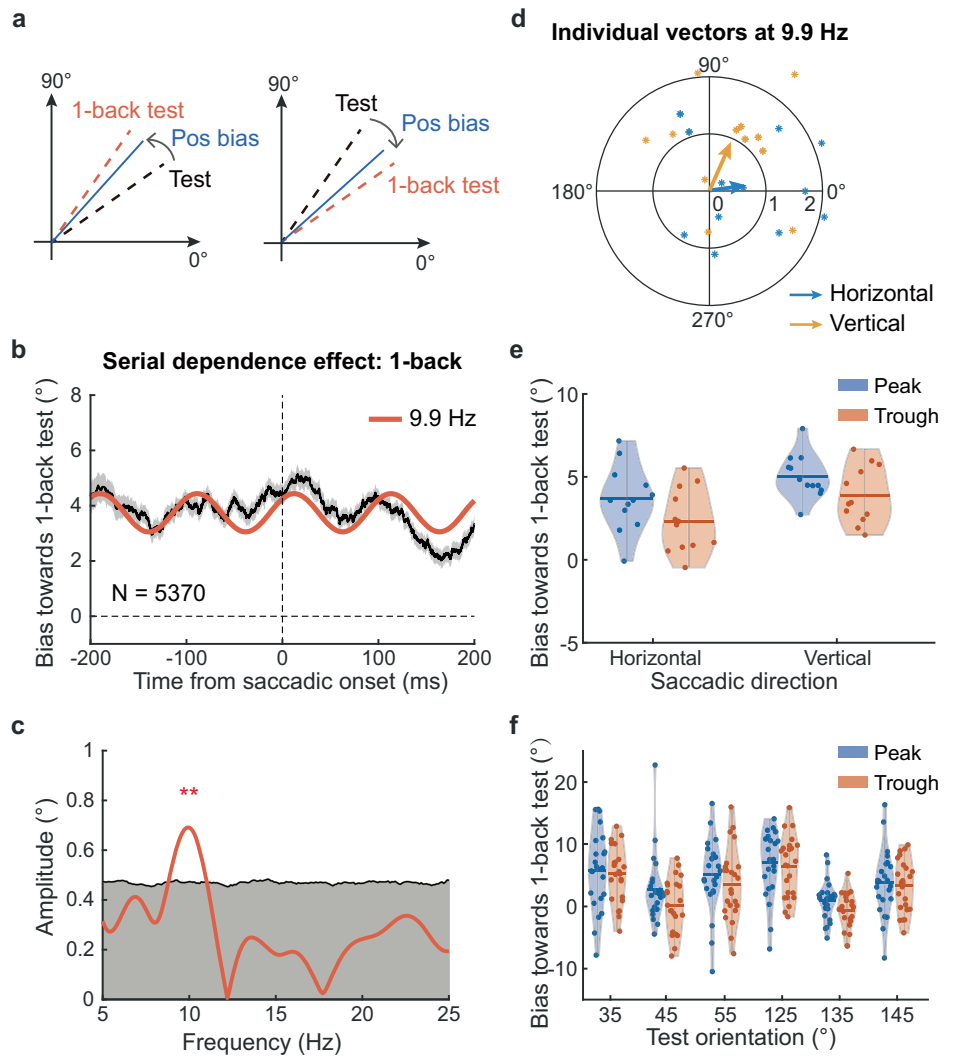 a
90°
1-back test
Pos bias
Test
0°
90°
Test
Pos bias
1-back test
0°
b
Serial dependence effect: 1-back
Bias towards 1-back test (°)
8
6
4
2
0
9.9 Hz
N = 5370
-200 -100 0 100 200
Time from saccadic onset (ms)
c
Amplitude (°)
1
0.8
0.6
0.4
0.2
0
**
5 10 15 20 25
Frequency (Hz)
d
Individual vectors at 9.9 Hz
90°
180°
0 1 2
0°
270°
Horizontal
Vertical
e
Bias towards 1-back test (°)
10
5
0
-5
Peak
Trough
Horizontal Vertical
Saccadic direction
f
Bias towards 1-back test (°)
20
10
0
-10
Peak
Trough
35 45 55 125 135 145
Test orientation (°)